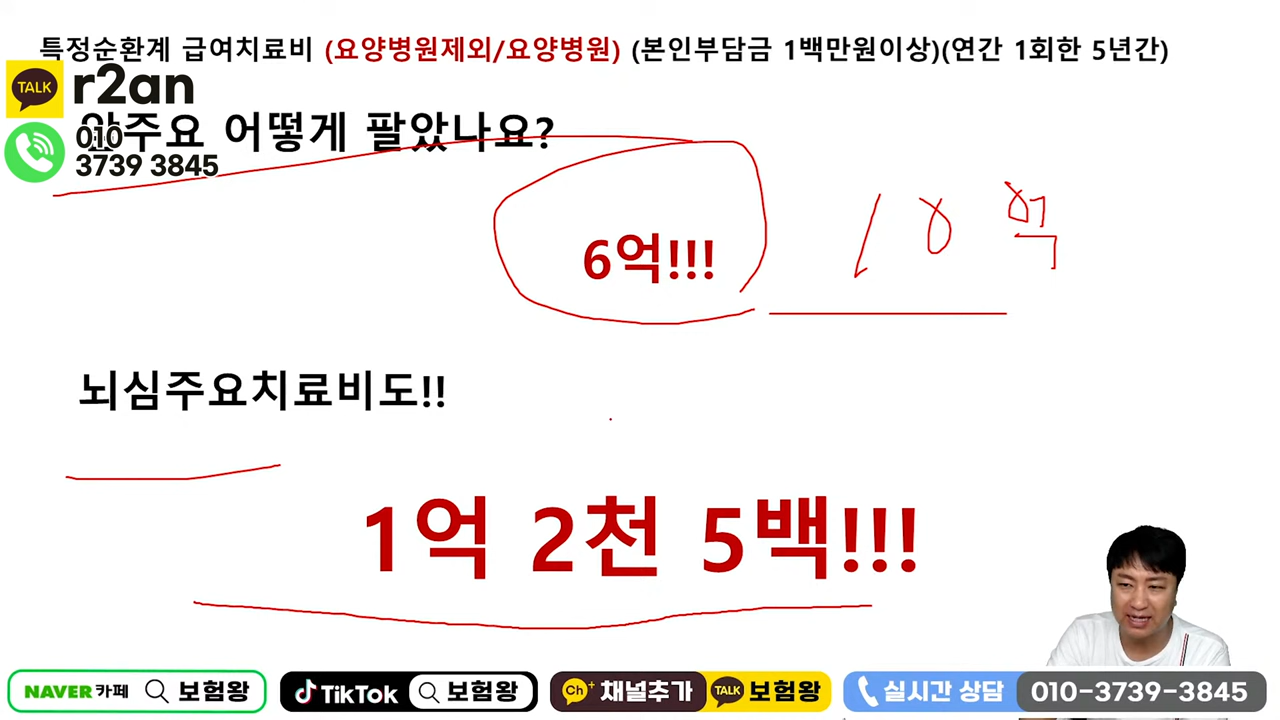 특정순환계 급여치료비 (요양병원제외/요양병원) (본인부담금 1백만원이상)(연간 1회한 5년간)
TALK r2an
암주요 어떻게 팔았나요?
010
3739 3845
6억!!! 10억
뇌심주요치료비도!!
1억 2천 5백!!!
NAVER 카페 보험왕 TikTok 보험왕 Ch+ 채널추가 TALK 보험왕 실시간 상담 010-3739-3845